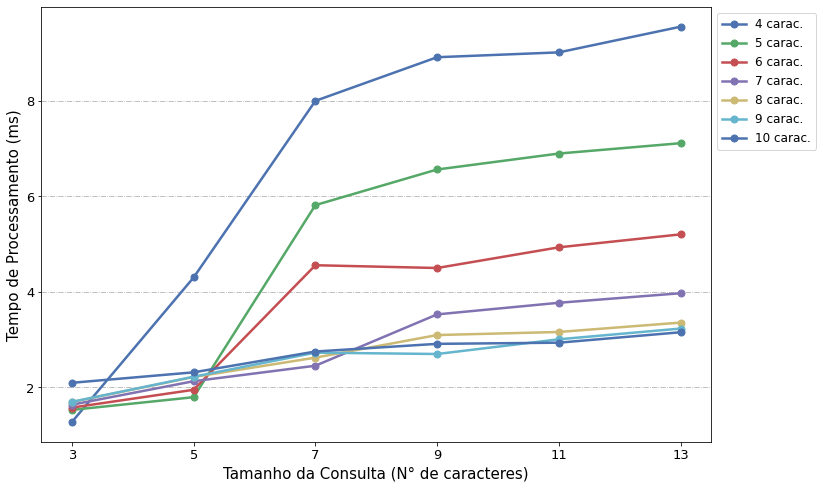 4 carac.
5 carac.
6 carac.
7 carac.
8 carac.
9 carac.
10 carac.
Tempo de Processamento (ms)
8
6
4
2
3 5 7 9 11 13
Tamanho da Consulta (N° de caracteres)